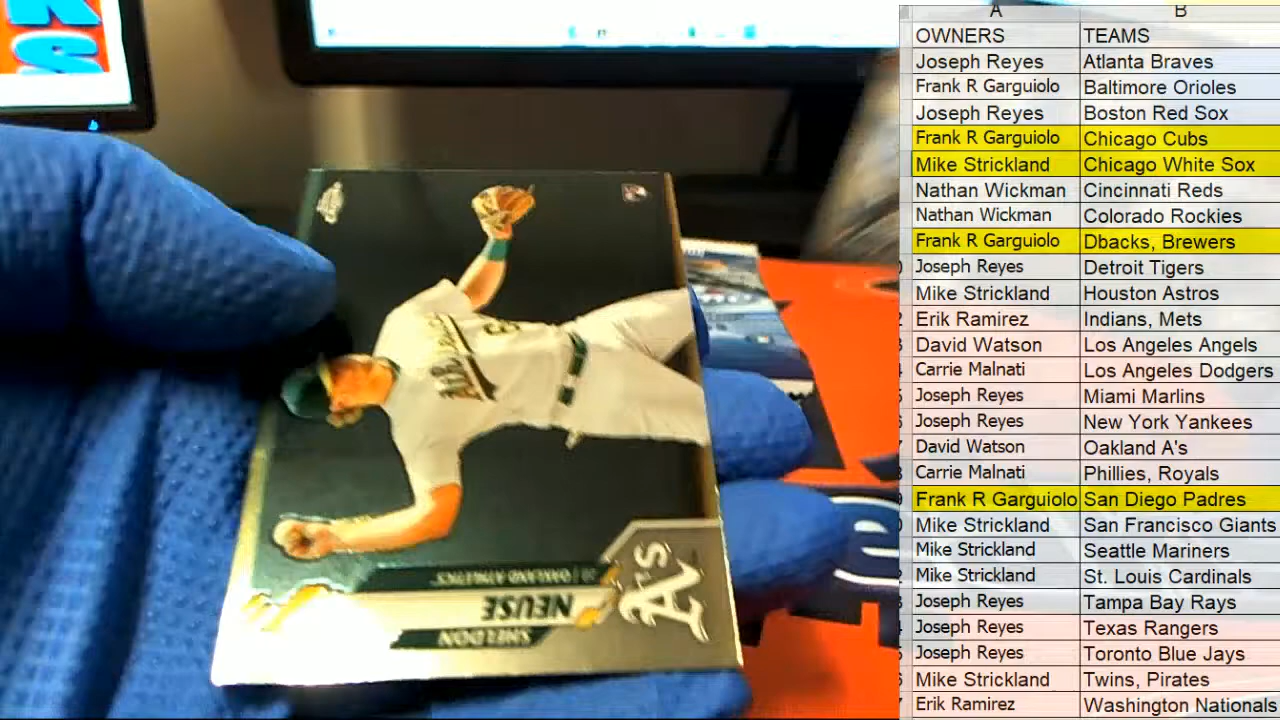 KS
A B
OWNERS TEAMS
Joseph Reyes Atlanta Braves
Frank R Garguiolo Baltimore Orioles
Joseph Reyes Boston Red Sox
Frank R Garguiolo Chicago Cubs
Mike Strickland Chicago White Sox
Nathan Wickman Cincinnati Reds
Nathan Wickman Colorado Rockies
Frank R Garguiolo Dbacks, Brewers
Joseph Reyes Detroit Tigers
Mike Strickland Houston Astros
Erik Ramirez Indians, Mets
David Watson Los Angeles Angels
Carrie Malnati Los Angeles Dodgers
Joseph Reyes Miami Marlins
Joseph Reyes New York Yankees
David Watson Oakland A's
Carrie Malnati Phillies, Royals
Frank R Garguiolo San Diego Padres
Mike Strickland San Francisco Giants
Mike Strickland Seattle Mariners
Mike Strickland St. Louis Cardinals
Joseph Reyes Tampa Bay Rays
Joseph Reyes Texas Rangers
Joseph Reyes Toronto Blue Jays
Mike Strickland Twins, Pirates
Erik Ramirez Washington Nationals
A's
OAKLAND ATHLETICS
NEUSE
SHELDON